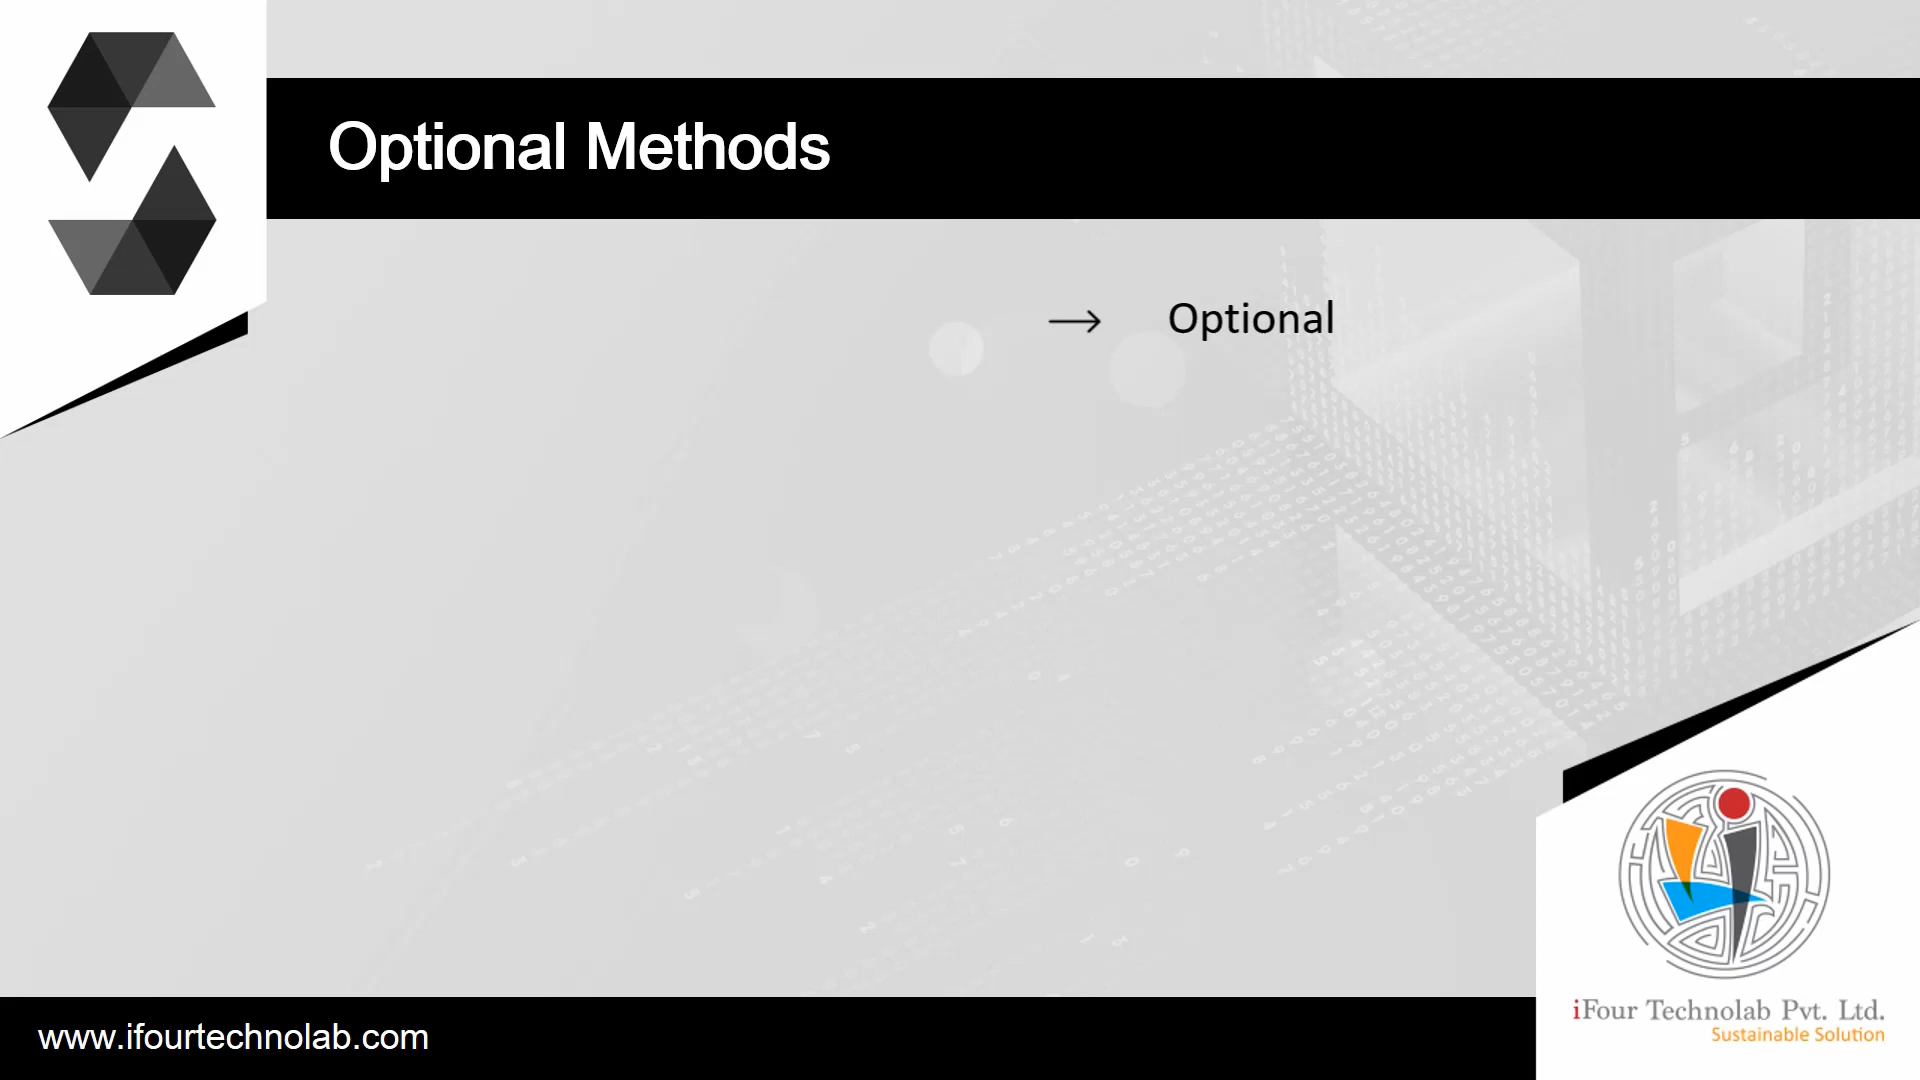 Optional Methods
→ Optional
www.ifourtechnolab.com
iFour Technolab Pvt. Ltd.
Sustainable Solution